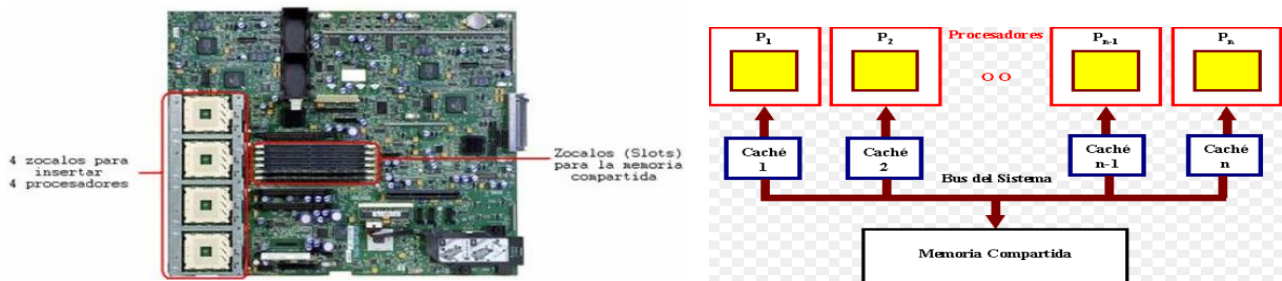 4 zocalos para
insertar
4 procesadores
Zocalos (Slots)
para la memoria
compartida
P1
P2
Procesadores
Pn-1
Pn
O O
Caché
1
Caché
2
Caché
n-1
Caché
n
Bus del Sistema
Memoria Compartida